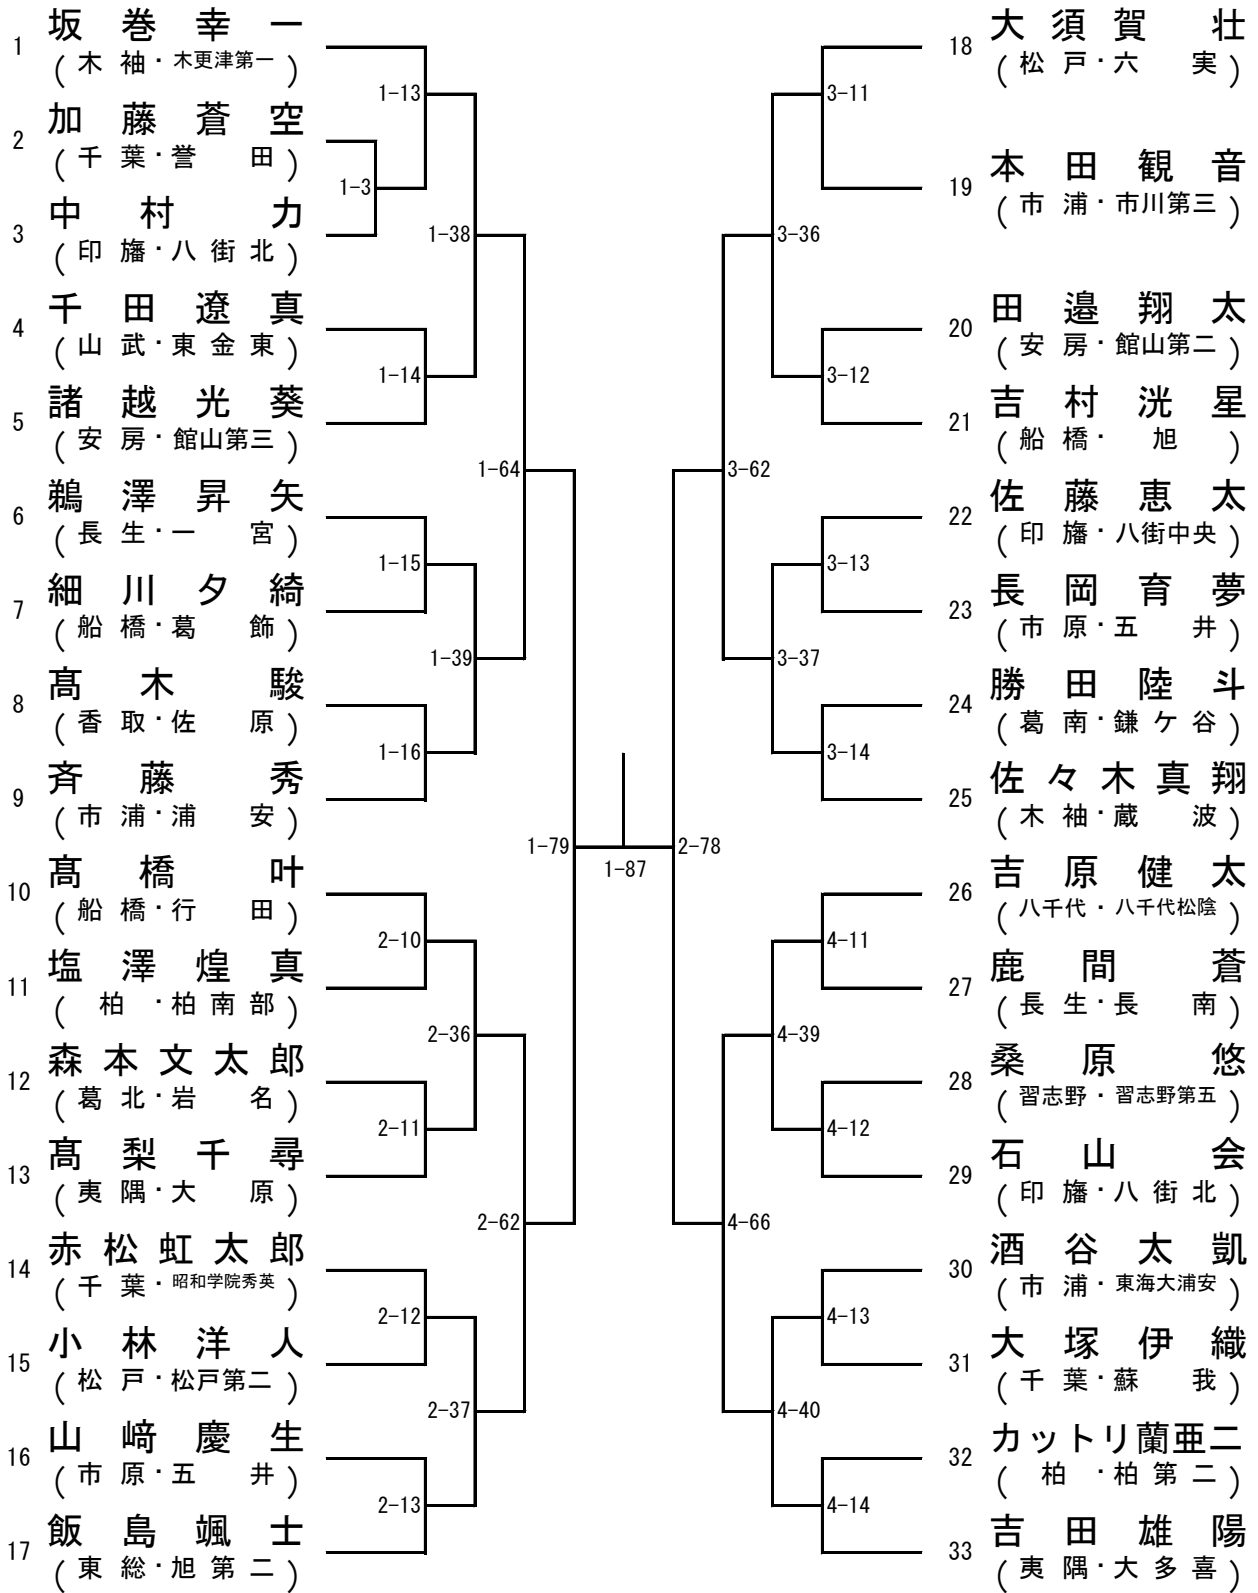 1 坂巻幸一
(木袖・木更津第一)
2 加藤蒼空
(千葉・誉田)
3 中村力
(印旛・八街北)
4 千田遼真
(山武・東金東)
5 諸越光葵
(安房・館山第三)
6 鵜澤昇矢
(長生・一宮)
7 細川夕綺
(船橋・葛飾)
8 髙木駿
(香取・佐原)
9 斉藤秀
(市浦・浦安)
10 髙橋叶
(船橋・行田)
11 塩澤煌真
(柏・柏南部)
12 森本文太郎
(葛北・岩名)
13 髙梨千尋
(夷隅・大原)
14 赤松虹太郎
(千葉・昭和学院秀英)
15 小林洋人
(松戸・松戸第二)
16 山﨑慶生
(市原・五井)
17 飯島颯士
(東総・旭第二)
1-13
1-3
1-38
1-14
1-64
1-15
1-39
1-16
1-79
2-10
2-36
2-11
2-62
2-12
2-37
2-13
1-87
3-11
3-36
3-12
3-62
3-13
3-37
3-14
2-78
4-11
4-39
4-12
4-66
4-13
4-40
4-14
18 大須賀壮
(松戸・六実)
19 本田観音
(市浦・市川第三)
20 田邉翔太
(安房・館山第二)
21 吉村洸星
(船橋・旭)
22 佐藤恵太
(印旛・八街中央)
23 長岡育夢
(市原・五井)
24 勝田陸斗
(葛南・鎌ケ谷)
25 佐々木真翔
(木袖・蔵波)
26 吉原健太
(八千代・八千代松陰)
27 鹿間蒼
(長生・長南)
28 桑原悠
(習志野・習志野第五)
29 石山会
(印旛・八街北)
30 酒谷太凱
(市浦・東海大浦安)
31 大塚伊織
(千葉・蘇我)
32 カットリ蘭亜二
(柏・柏第二)
33 吉田雄陽
(夷隅・大多喜)